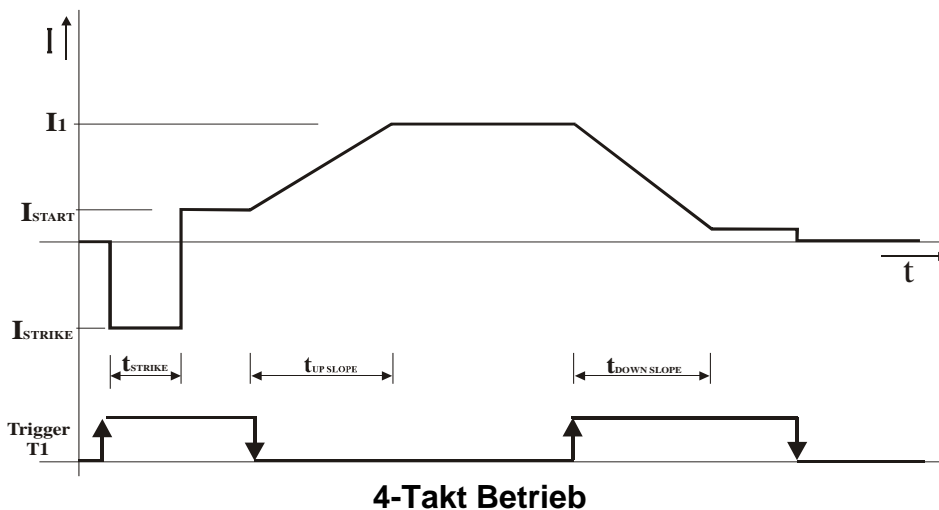 I
I1
ISTART
t
ISTRIKE
tSTRIKE
tUP SLOPE
tDOWN SLOPE
Trigger
T1
4-Takt Betrieb